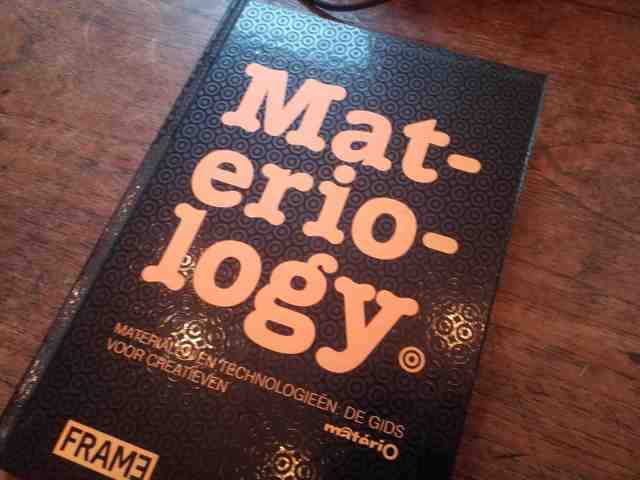 Mat-
erio-
logy.
MATERIALEN EN TECHNOLOGIEËN: DE GIDS
VOOR CREATIEVEN
matériO
FRAME